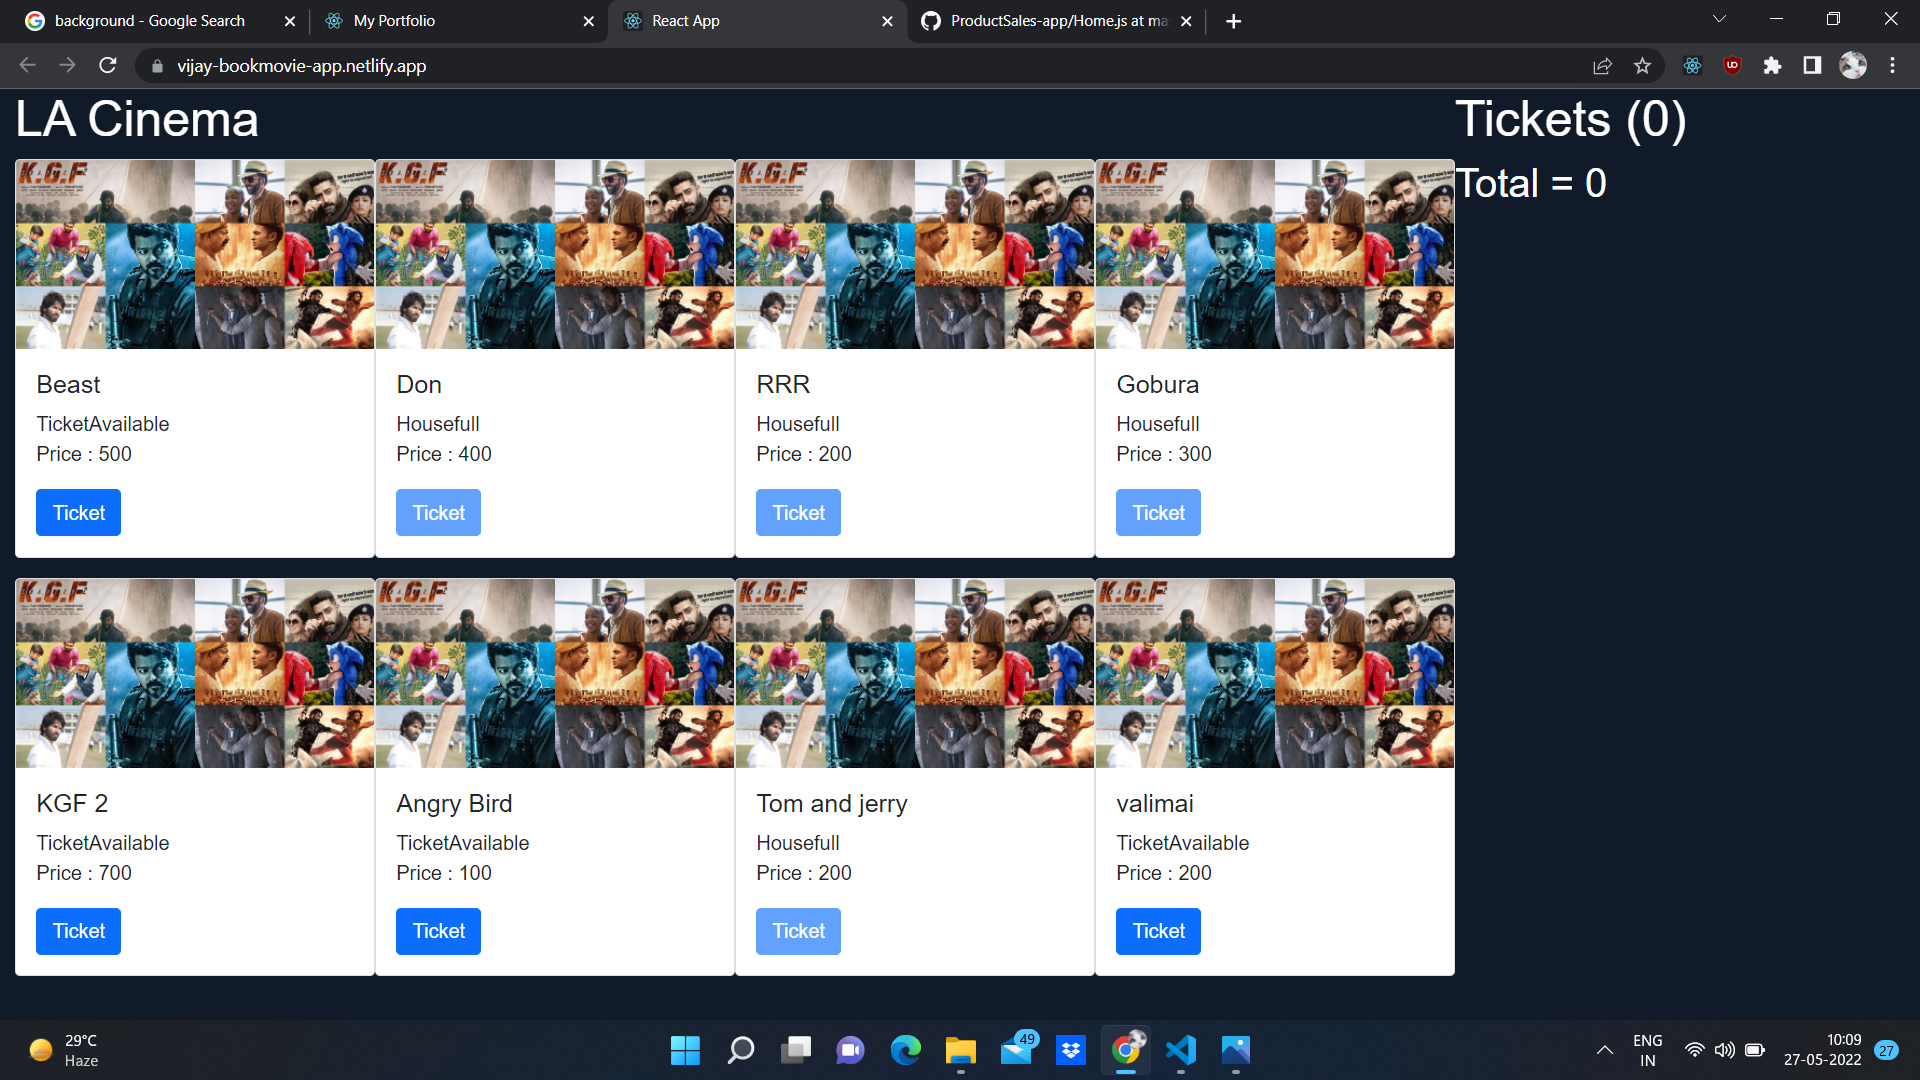 background - Google Search
My Portfolio
React App
ProductSales-app/Home.js at ma
vijay-bookmovie-app.netlify.app
LA Cinema
Tickets (0)
Total = 0
K.G.F
K.G.F
K.G.F
K.G.F
Beast
TicketAvailable
Price : 500
Ticket
Don
Housefull
Price : 400
Ticket
RRR
Housefull
Price : 200
Ticket
Gobura
Housefull
Price : 300
Ticket
K.G.F
K.G.F
K.G.F
K.G.F
KGF 2
TicketAvailable
Price : 700
Ticket
Angry Bird
TicketAvailable
Price : 100
Ticket
Tom and jerry
Housefull
Price : 200
Ticket
valimai
TicketAvailable
Price : 200
Ticket
29°C
Haze
49
ENG
IN
10:09
27-05-2022
27